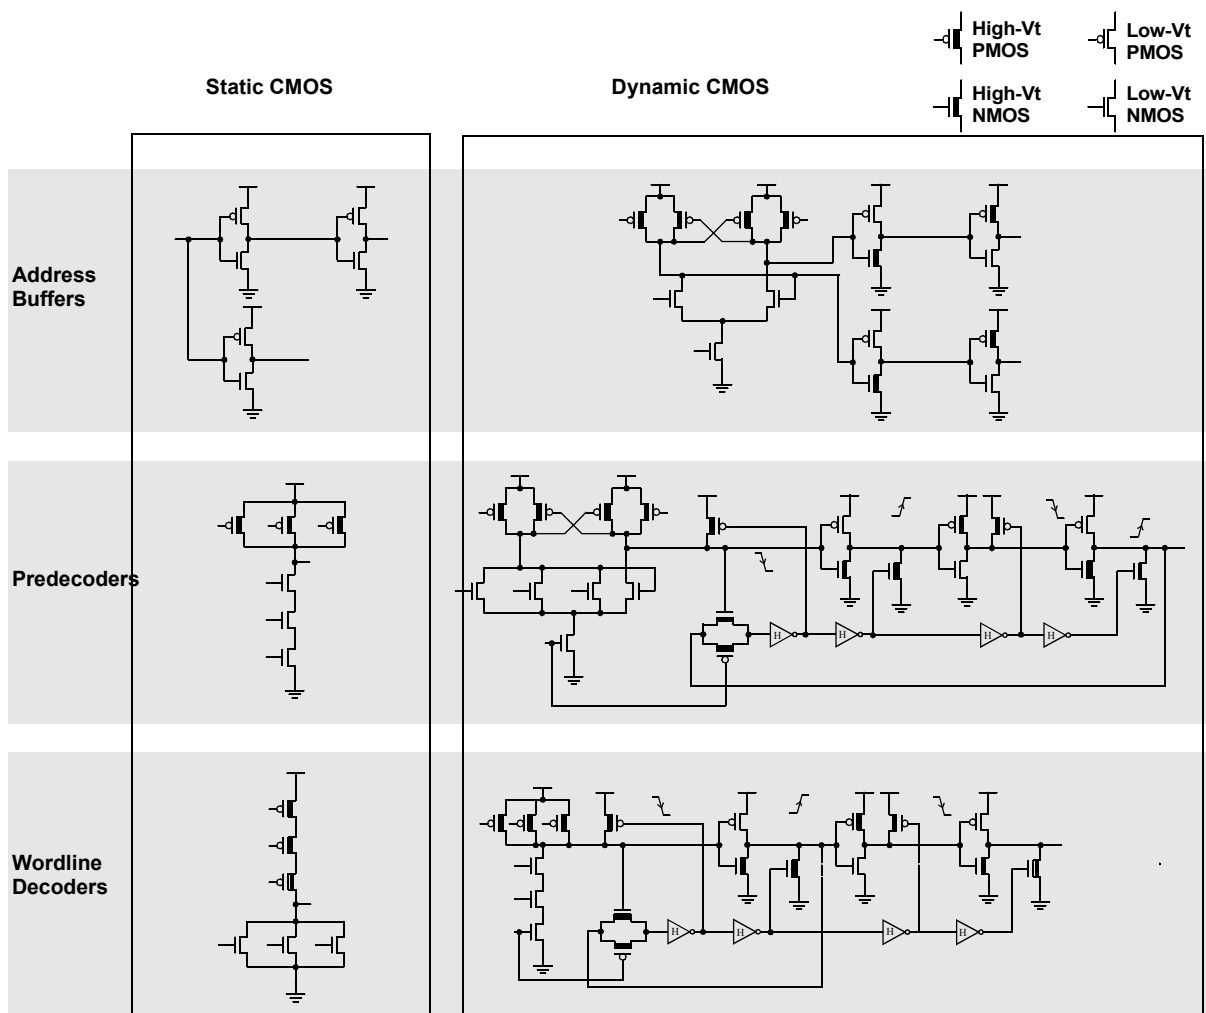 High-Vt
PMOS
Low-Vt
PMOS
Static CMOS
Dynamic CMOS
High-Vt
NMOS
Low-Vt
NMOS
Address
Buffers
Predecoders
H
H
H
H
Wordline
Decoders
H
H
H
H